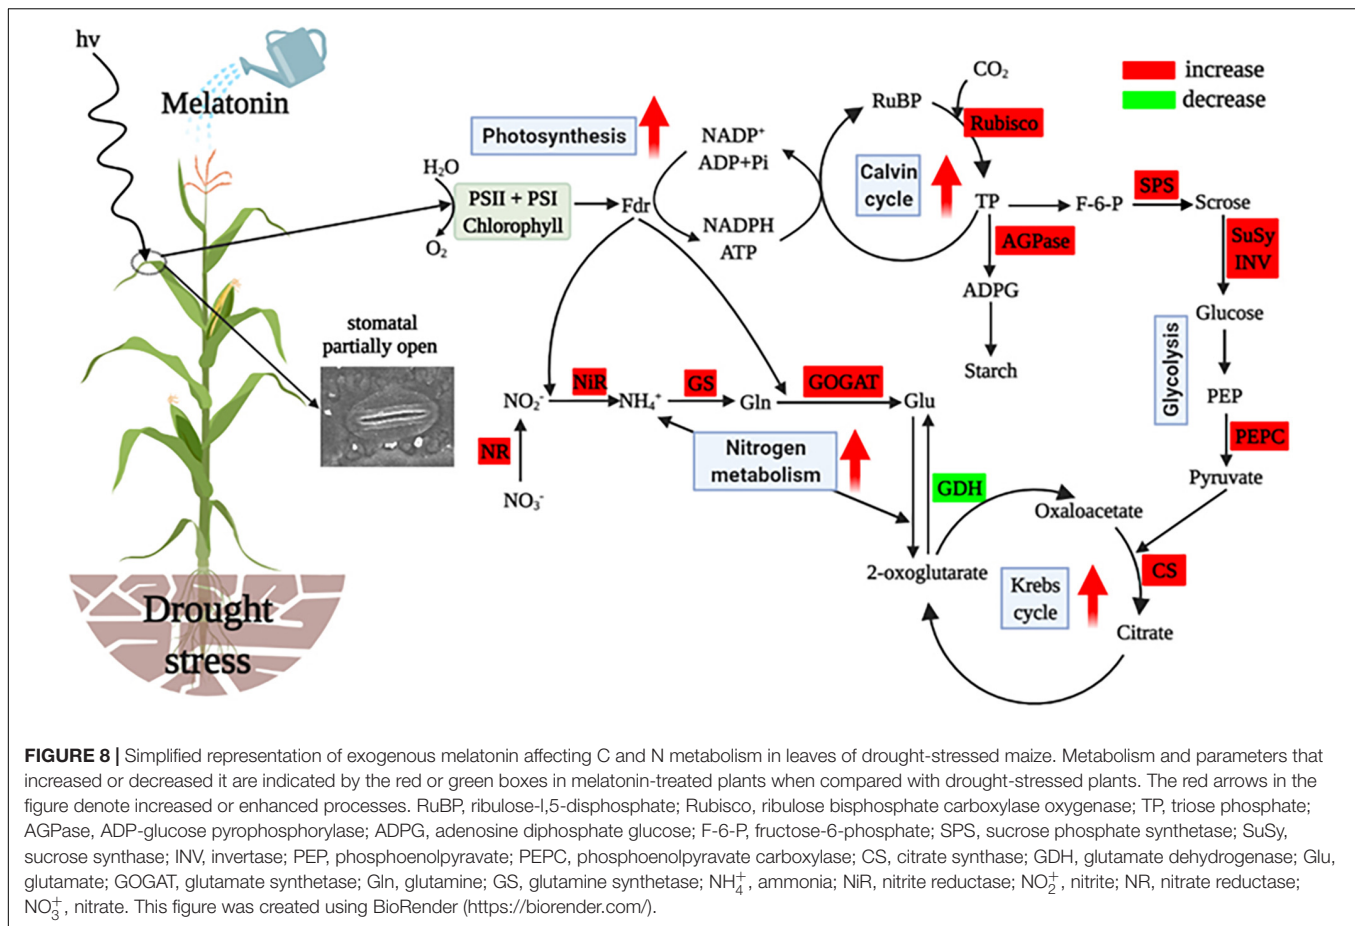 hv
Melatonin
Drought
stress
stomatal
partially open
Photosynthesis
H₂O
O₂
PSII + PSI
Chlorophyll
Fdr
NADP⁺
ADP+Pi
NADPH
ATP
RuBP
CO₂
Rubisco
Calvin
cycle
TP
AGPase
ADPG
Starch
F-6-P
SPS
Scrose
SuSy
INV
Glucose
Glycolysis
PEP
PEPC
Pyruvate
increase
decrease
NO₂⁻
NiR
NH₄⁺
GS
Gln
GOGAT
Glu
NR
NO₃⁻
Nitrogen
metabolism
GDH
2-oxoglutarate
Oxaloacetate
Krebs
cycle
CS
Citrate
FIGURE 8 | Simplified representation of exogenous melatonin affecting C and N metabolism in leaves of drought-stressed maize. Metabolism and parameters that
increased or decreased it are indicated by the red or green boxes in melatonin-treated plants when compared with drought-stressed plants. The red arrows in the
figure denote increased or enhanced processes. RuBP, ribulose-l,5-disphosphate; Rubisco, ribulose bisphosphate carboxylase oxygenase; TP, triose phosphate;
AGPase, ADP-glucose pyrophosphorylase; ADPG, adenosine diphosphate glucose; F-6-P, fructose-6-phosphate; SPS, sucrose phosphate synthetase; SuSy,
sucrose synthase; INV, invertase; PEP, phosphoenolpyravate; PEPC, phosphoenolpyravate carboxylase; CS, citrate synthase; GDH, glutamate dehydrogenase; Glu,
glutamate; GOGAT, glutamate synthetase; Gln, glutamine; GS, glutamine synthetase; NH₄⁺, ammonia; NiR, nitrite reductase; NO₂⁺, nitrite; NR, nitrate reductase;
NO₃⁺, nitrate. This figure was created using BioRender (https://biorender.com/).